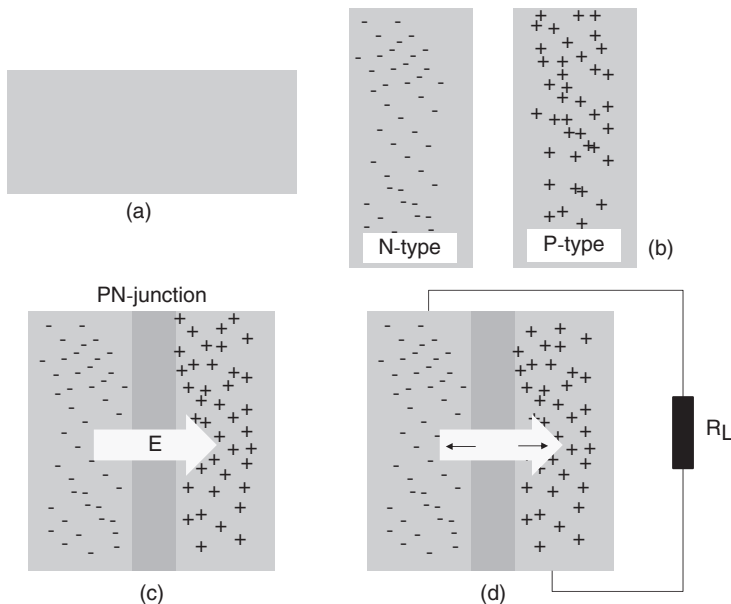 (a)
N-type
P-type
(b)
PN-junction
E
(c)
R_L
(d)